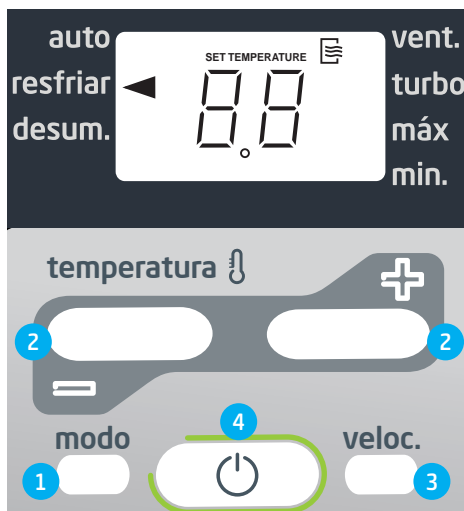 auto
vent.
SET TEMPERATURE
resfriar
8.8
turbo
desum.
máx
min.
temperatura
2
2
4
modo
veloc.
1
3